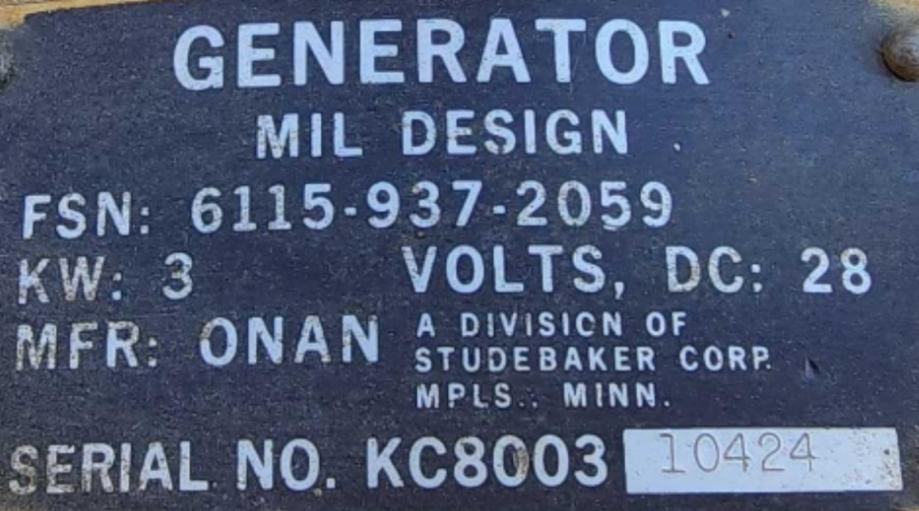 GENERATOR
MIL DESIGN
FSN: 6115-937-2059
KW: 3 VOLTS, DC: 28
MFR: ONAN A DIVISION OF
STUDEBAKER CORP.
MPLS., MINN.
SERIAL NO. KC8003 10424